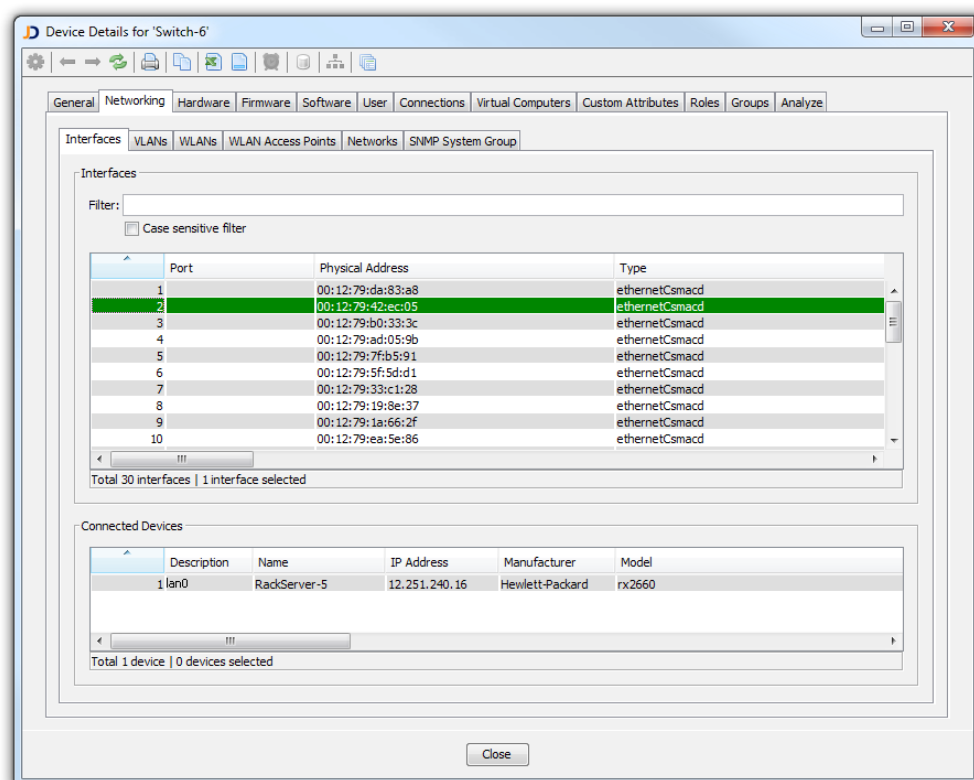 Device Details for 'Switch-6'
General Networking Hardware Firmware Software User Connections Virtual Computers Custom Attributes Roles Groups Analyze
Interfaces VLANs WLANs WLAN Access Points Networks SNMP System Group
Interfaces
Filter:
Case sensitive filter
Port Physical Address Type
1 00:12:79:da:83:a8 ethernetCsmacd
2 00:12:79:42:ec:05 ethernetCsmacd
3 00:12:79:b0:33:3c ethernetCsmacd
4 00:12:79:ad:05:9b ethernetCsmacd
5 00:12:79:7f:b5:91 ethernetCsmacd
6 00:12:79:5f:5d:d1 ethernetCsmacd
7 00:12:79:33:c1:28 ethernetCsmacd
8 00:12:79:19:8e:37 ethernetCsmacd
9 00:12:79:1a:66:2f ethernetCsmacd
10 00:12:79:ea:5e:86 ethernetCsmacd
Total 30 interfaces | 1 interface selected
Connected Devices
Description Name IP Address Manufacturer Model
1 lan0 RackServer-5 12.251.240.16 Hewlett-Packard rx2660
Total 1 device | 0 devices selected
Close